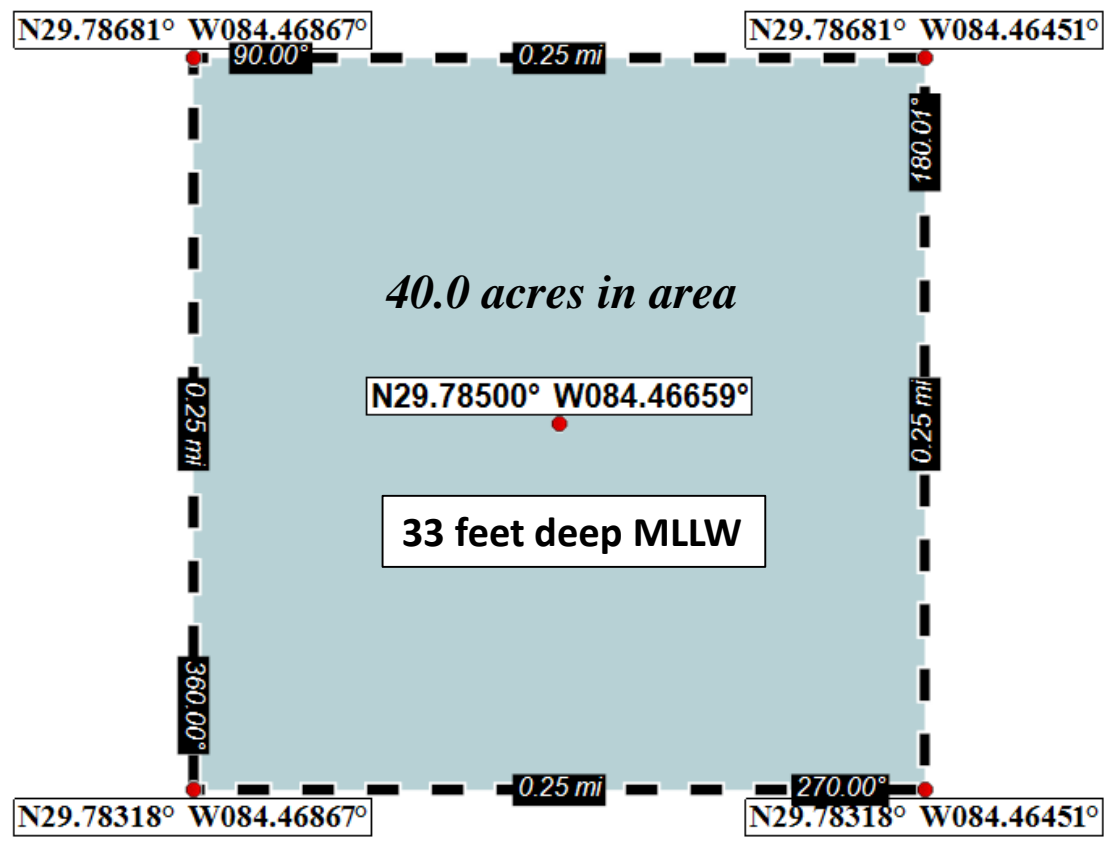 N29.78681° W084.46867°
N29.78681° W084.46451°
90.00°
0.25 mi
180.01°
40.0 acres in area
N29.78500° W084.46659°
0.25 mi
0.25 mi
33 feet deep MLLW
360.00°
0.25 mi
270.00°
N29.78318° W084.46867°
N29.78318° W084.46451°